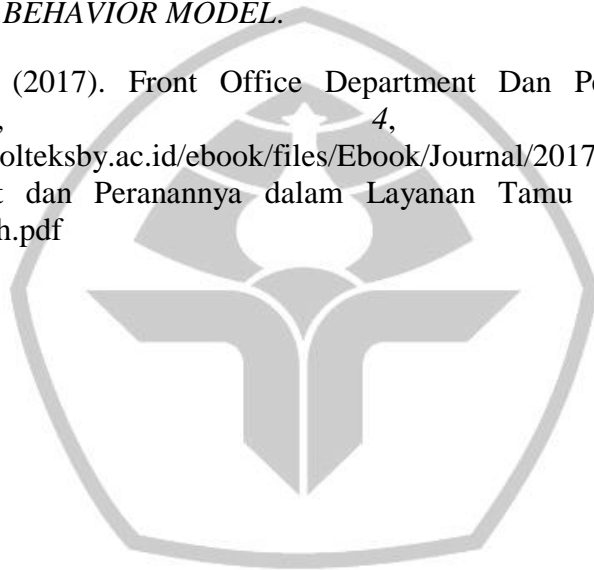 BEHAVIOR MODEL.
(2017). Front Office Department Dan
, 4,
olteksby.ac.id/ebook/files/Ebook/Journal/2017
dan Peranannya dalam Layanan Tamu
h.pdf